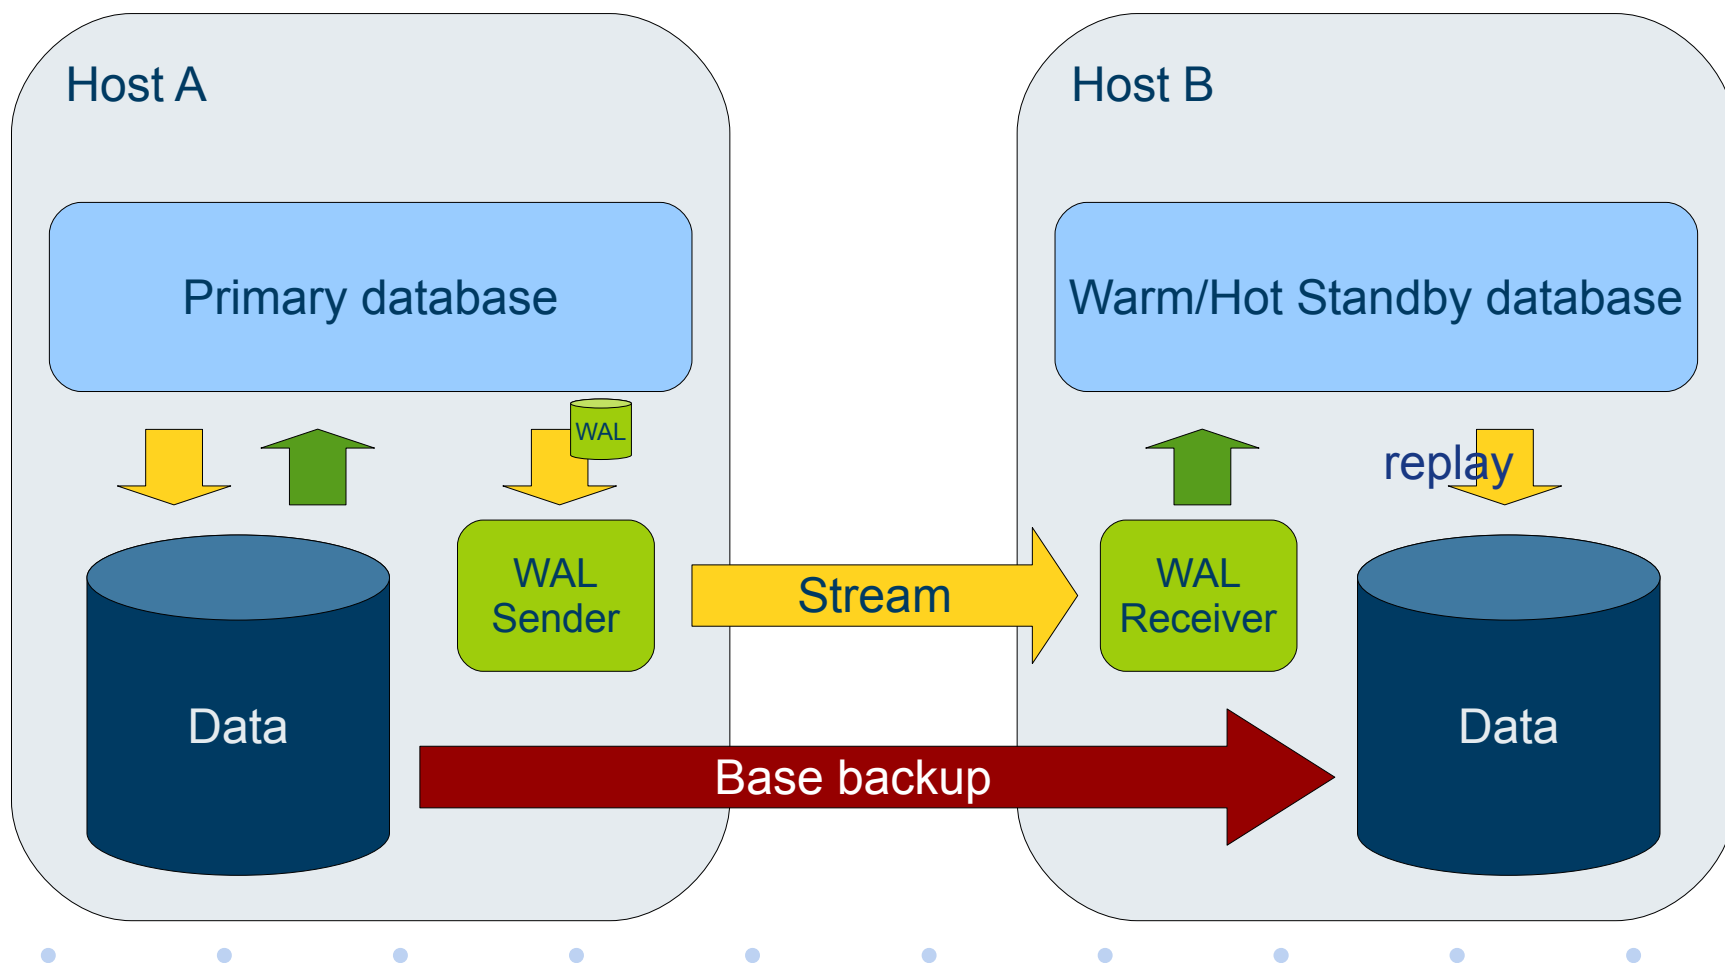 Host A
Primary database
WAL
WAL
Sender
Data
Stream
Base backup
Host B
Warm/Hot Standby database
replay
WAL
Receiver
Data